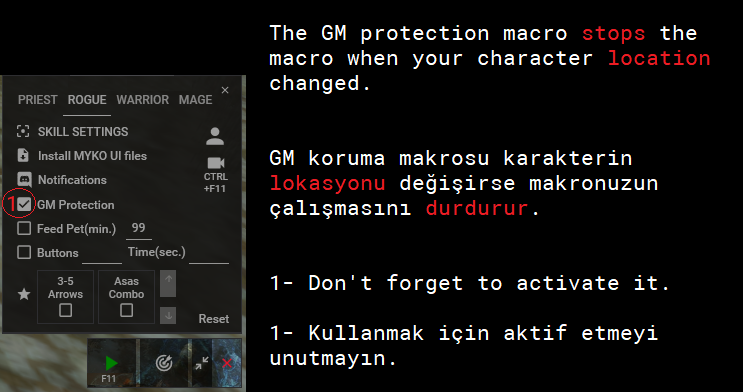 The GM protection macro stops the
macro when your character location
changed.
GM koruma makrosu karakterin
lokasyonu değişirse makronuzun
çalışmasını durdurur.
1- Don't forget to activate it.
1- Kullanmak için aktif etmeyi
unutmayın.
PRIEST ROGUE WARRIOR MAGE ×
SKILL SETTINGS
Install MYKO UI files
CTRL
+F11
Notifications
1 GM Protection
Feed Pet(min.) 99
Buttons Time(sec.)
3-5
Arrows
Asas
Combo
Reset
F11